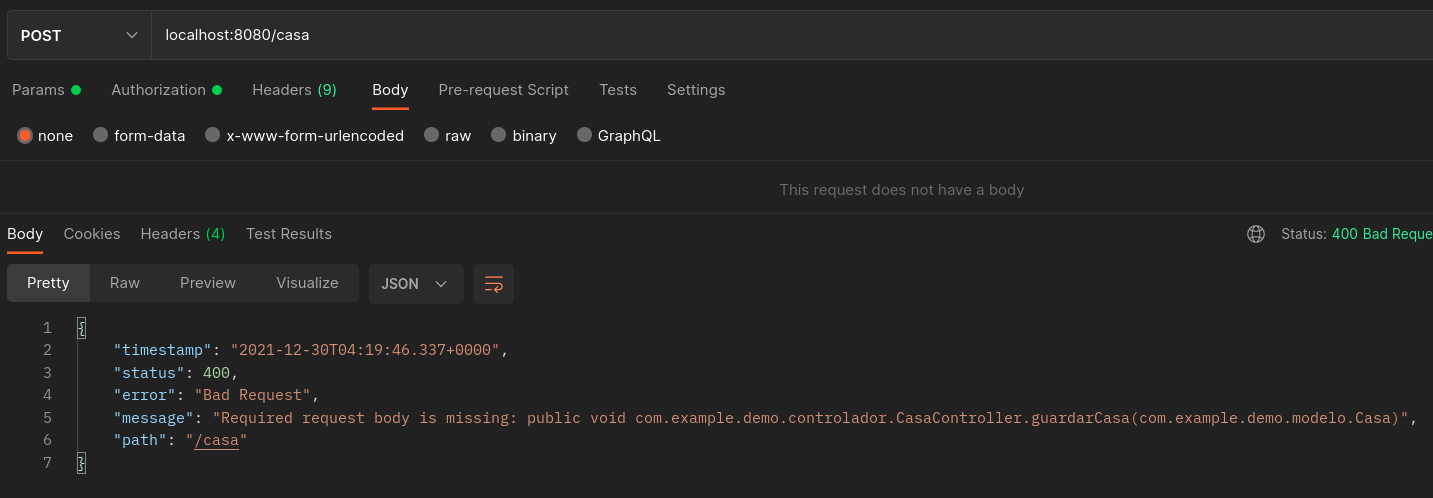 POST localhost:8080/casa
Params Authorization Headers (9) Body Pre-request Script Tests Settings
none form-data x-www-form-urlencoded raw binary GraphQL
This request does not have a body
Body Cookies Headers (4) Test Results Status: 400 Bad Reque
Pretty Raw Preview Visualize JSON
1 {
2 "timestamp": "2021-12-30T04:19:46.337+0000",
3 "status": 400,
4 "error": "Bad Request",
5 "message": "Required request body is missing: public void com.example.demo.controlador.CasaController.guardarCasa(com.example.demo.modelo.Casa)",
6 "path": "/casa"
7 }